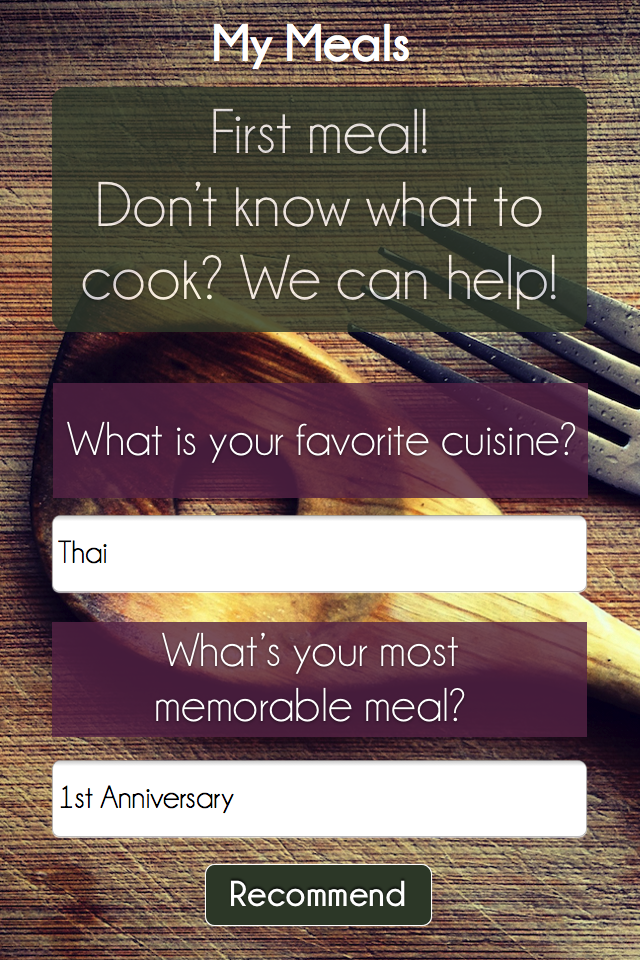 My Meals
First meal!
Don't know what to
cook? We can help!
What is your favorite cuisine?
Thai
What's your most
memorable meal?
1st Anniversary
Recommend